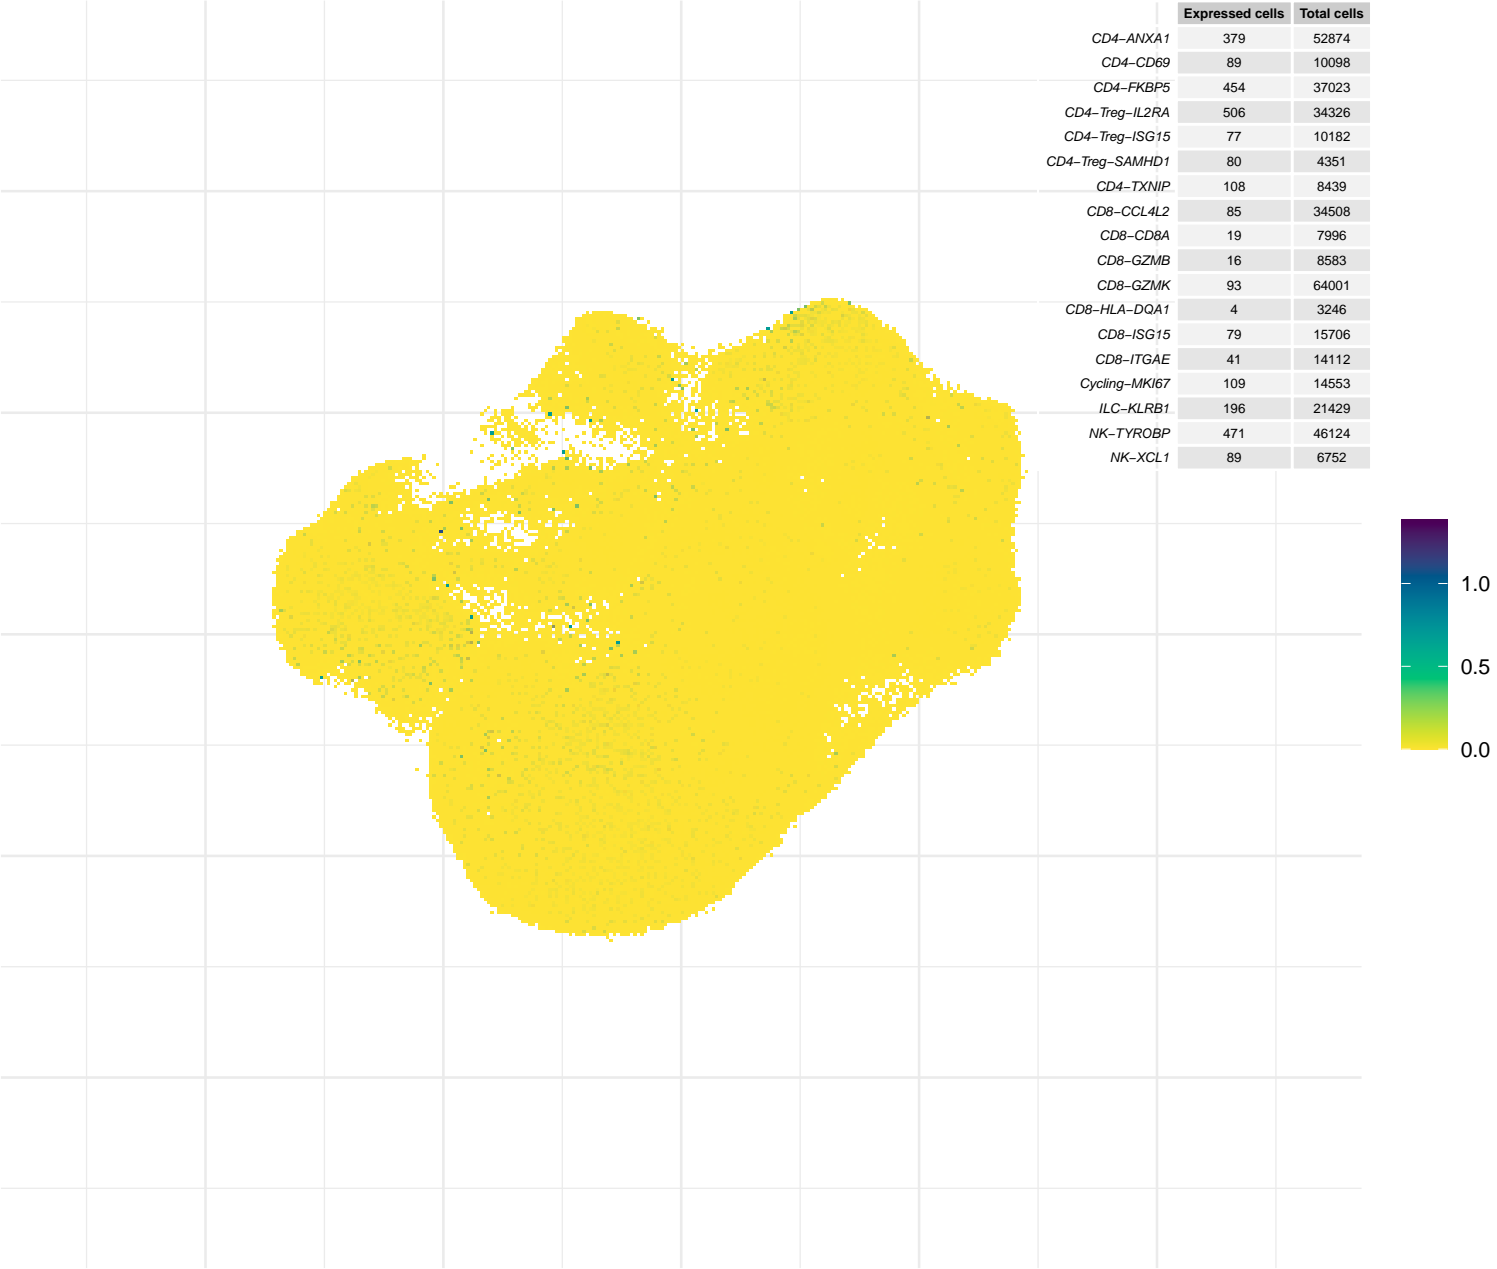 Expressed cells Total cells
CD4−ANXA1 379 52874
CD4−CD69 89 10098
CD4−FKBP5 454 37023
CD4−Treg−IL2RA 506 34326
CD4−Treg−ISG15 77 10182
CD4−Treg−SAMHD1 80 4351
CD4−TXNIP 108 8439
CD8−CCL4L2 85 34508
CD8−CD8A 19 7996
CD8−GZMB 16 8583
CD8−GZMK 93 64001
CD8−HLA−DQA1 4 3246
CD8−ISG15 79 15706
CD8−ITGAE 41 14112
Cycling−MKI67 109 14553
ILC−KLRB1 196 21429
NK−TYROBP 471 46124
NK−XCL1 89 6752
1.0
0.5
0.0